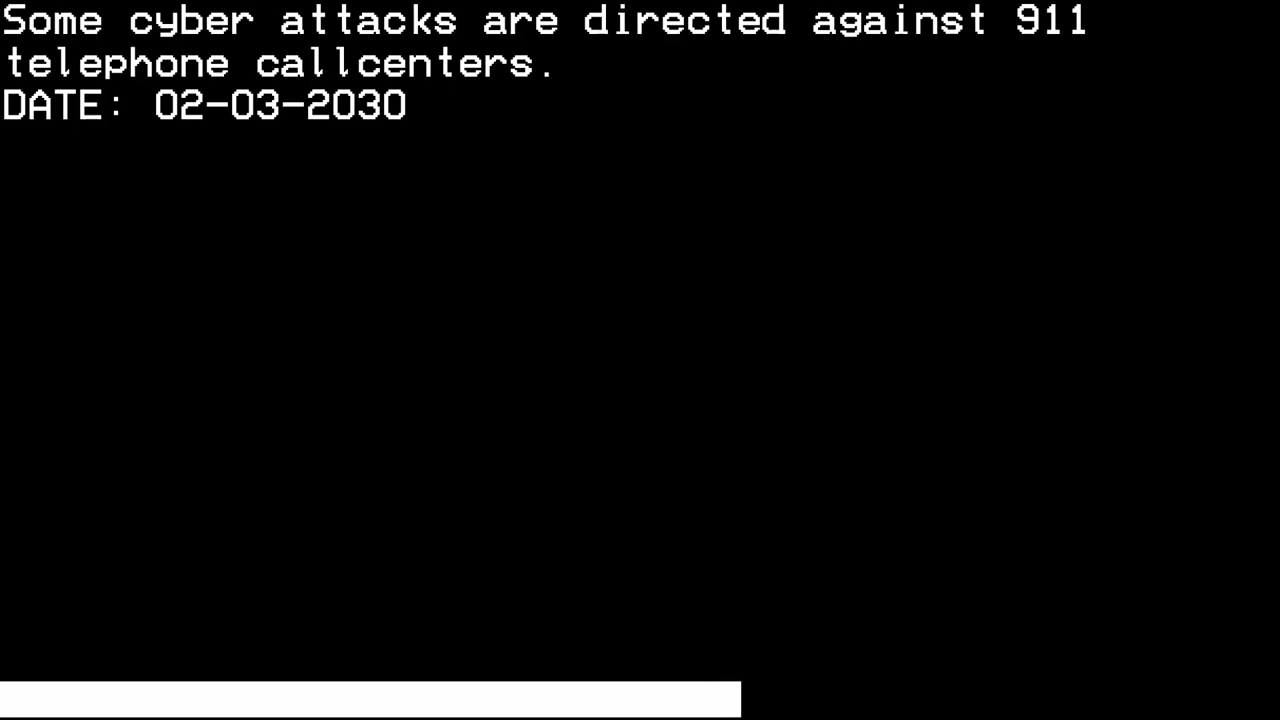 Some cyber attacks are directed against 911
telephone callcenters.
DATE: 02-03-2030